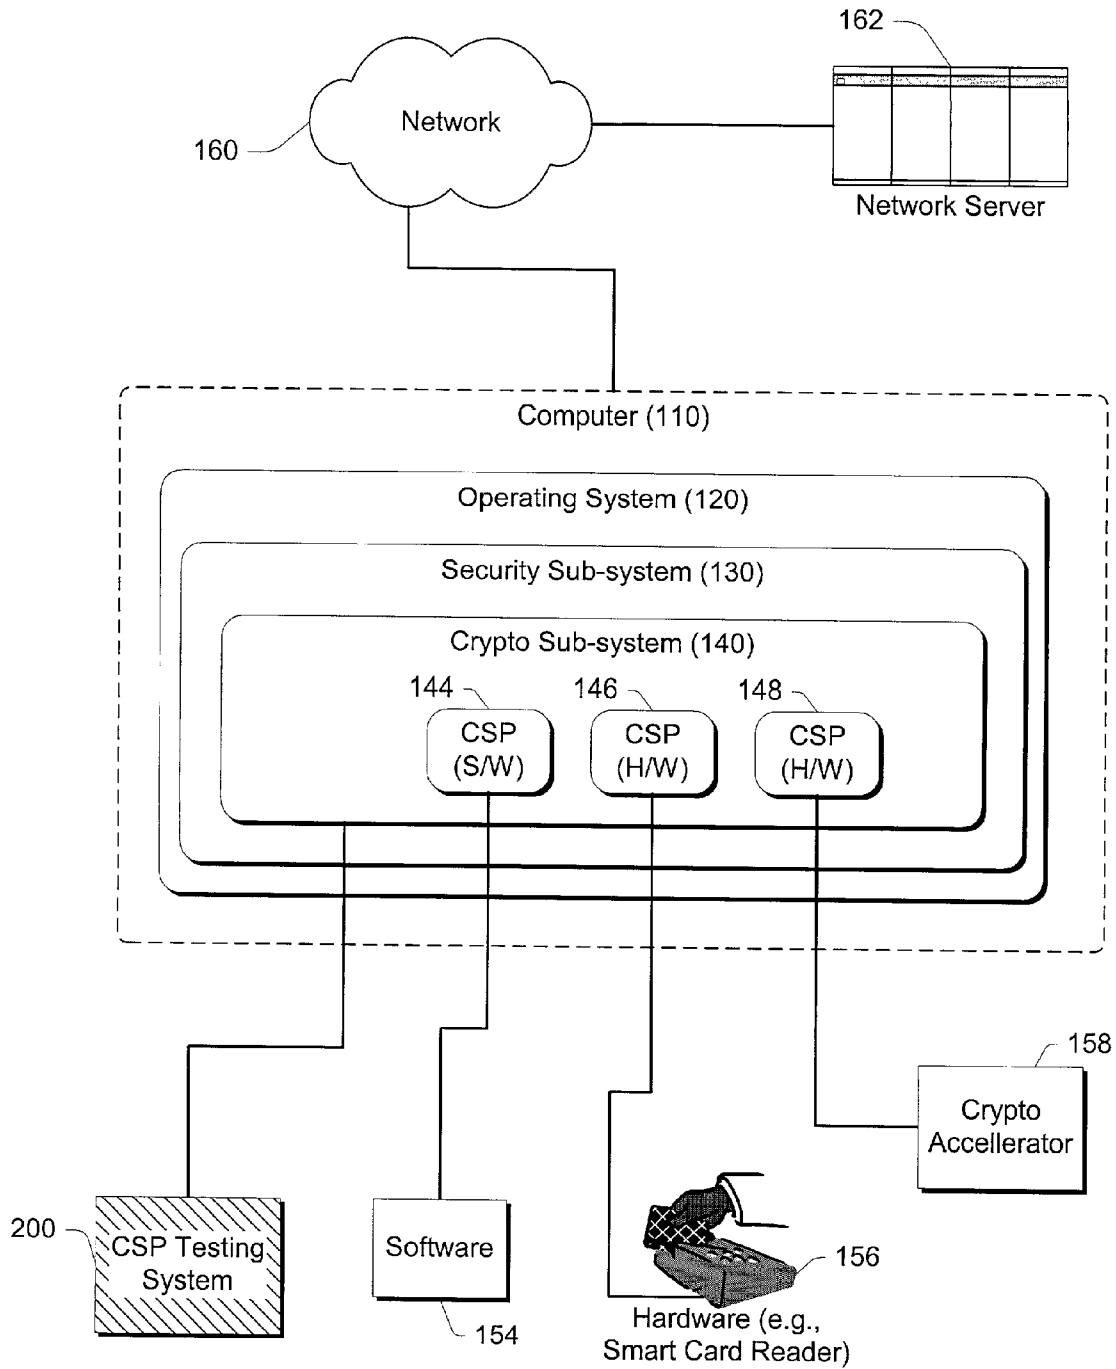 162
Network
160
Network Server
Computer (110)
Operating System (120)
Security Sub-system (130)
Crypto Sub-system (140)
144
146
148
CSP
(S/W)
CSP
(H/W)
CSP
(H/W)
158
Crypto
Accellerator
200
CSP Testing
System
Software
154
156
Hardware (e.g.,
Smart Card Reader)